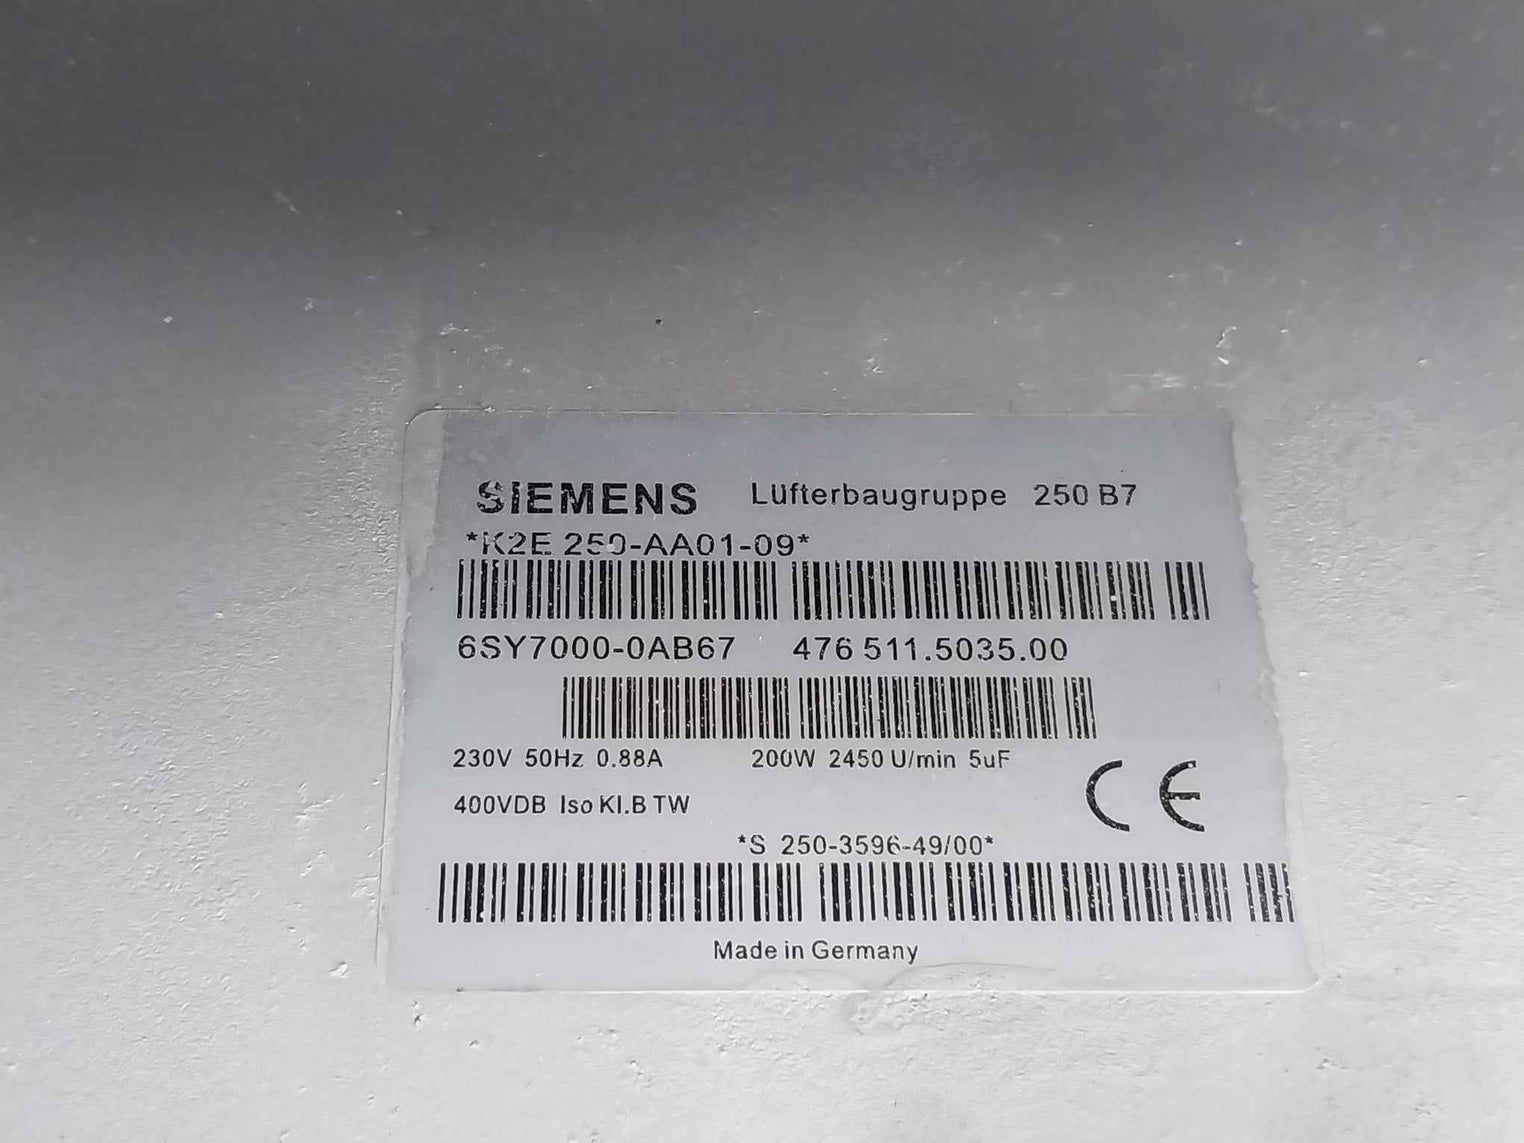 SIEMENS Lüfterbaugruppe 250 B7
*K2E 250-AA01-09*
6SY7000-0AB67 476 511.5035.00
230V 50Hz 0.88A 200W 2450 U/min 5uF
400VDB Iso Kl.B TW
CE
*S 250-3596-49/00*
Made in Germany